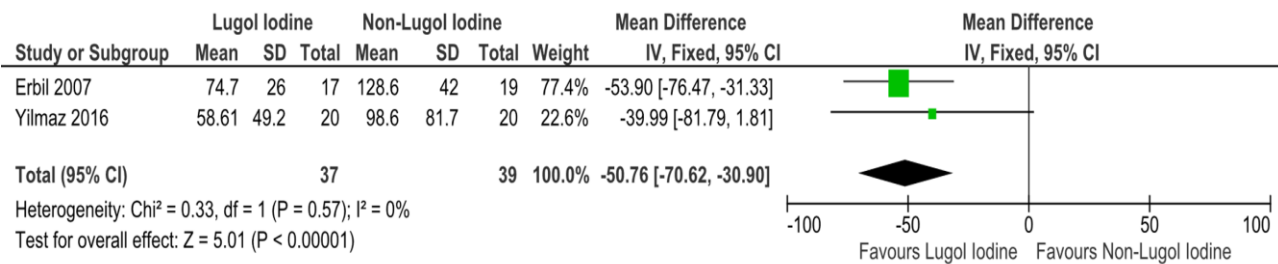 Lugol Iodine Non-Lugol Iodine Mean Difference Mean Difference
Study or Subgroup Mean SD Total Mean SD Total Weight IV, Fixed, 95% CI IV, Fixed, 95% CI
Erbil 2007 74.7 26 17 128.6 42 19 77.4% -53.90 [-76.47, -31.33]
Yilmaz 2016 58.61 49.2 20 98.6 81.7 20 22.6% -39.99 [-81.79, 1.81]
Total (95% CI) 37 39 100.0% -50.76 [-70.62, -30.90]
Heterogeneity: Chi² = 0.33, df = 1 (P = 0.57); I² = 0%
Test for overall effect: Z = 5.01 (P < 0.00001)
-100 -50 0 50 100
Favours Lugol Iodine Favours Non-Lugol Iodine